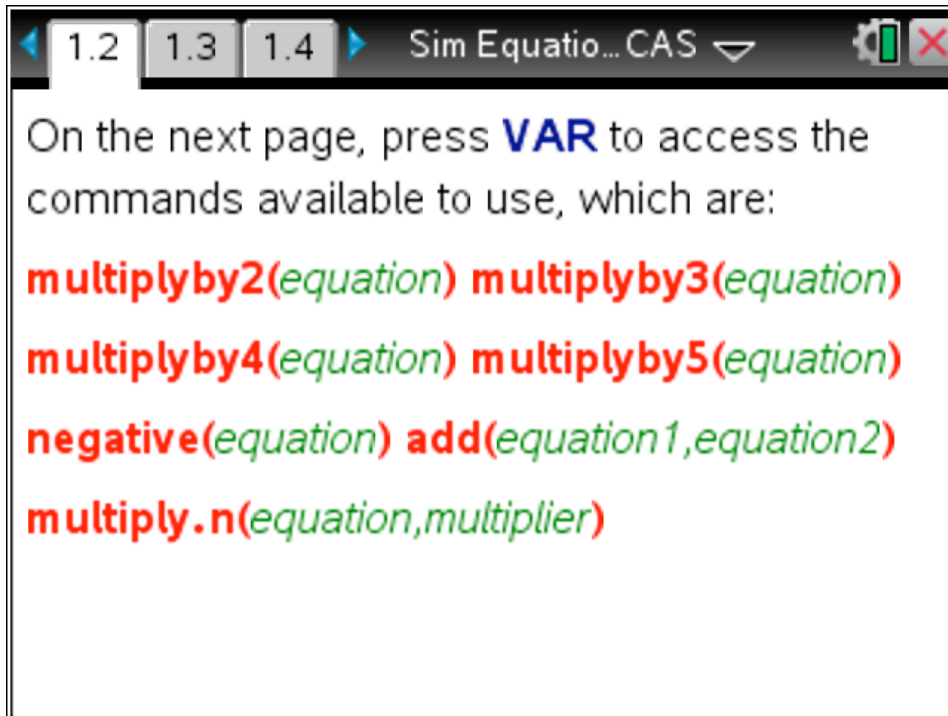 1.2 1.3 1.4 Sim Equatio...CAS
On the next page, press VAR to access the
commands available to use, which are:
multiplyby2(equation) multiplyby3(equation)
multiplyby4(equation) multiplyby5(equation)
negative(equation) add(equation1,equation2)
multiply.n(equation,multiplier)